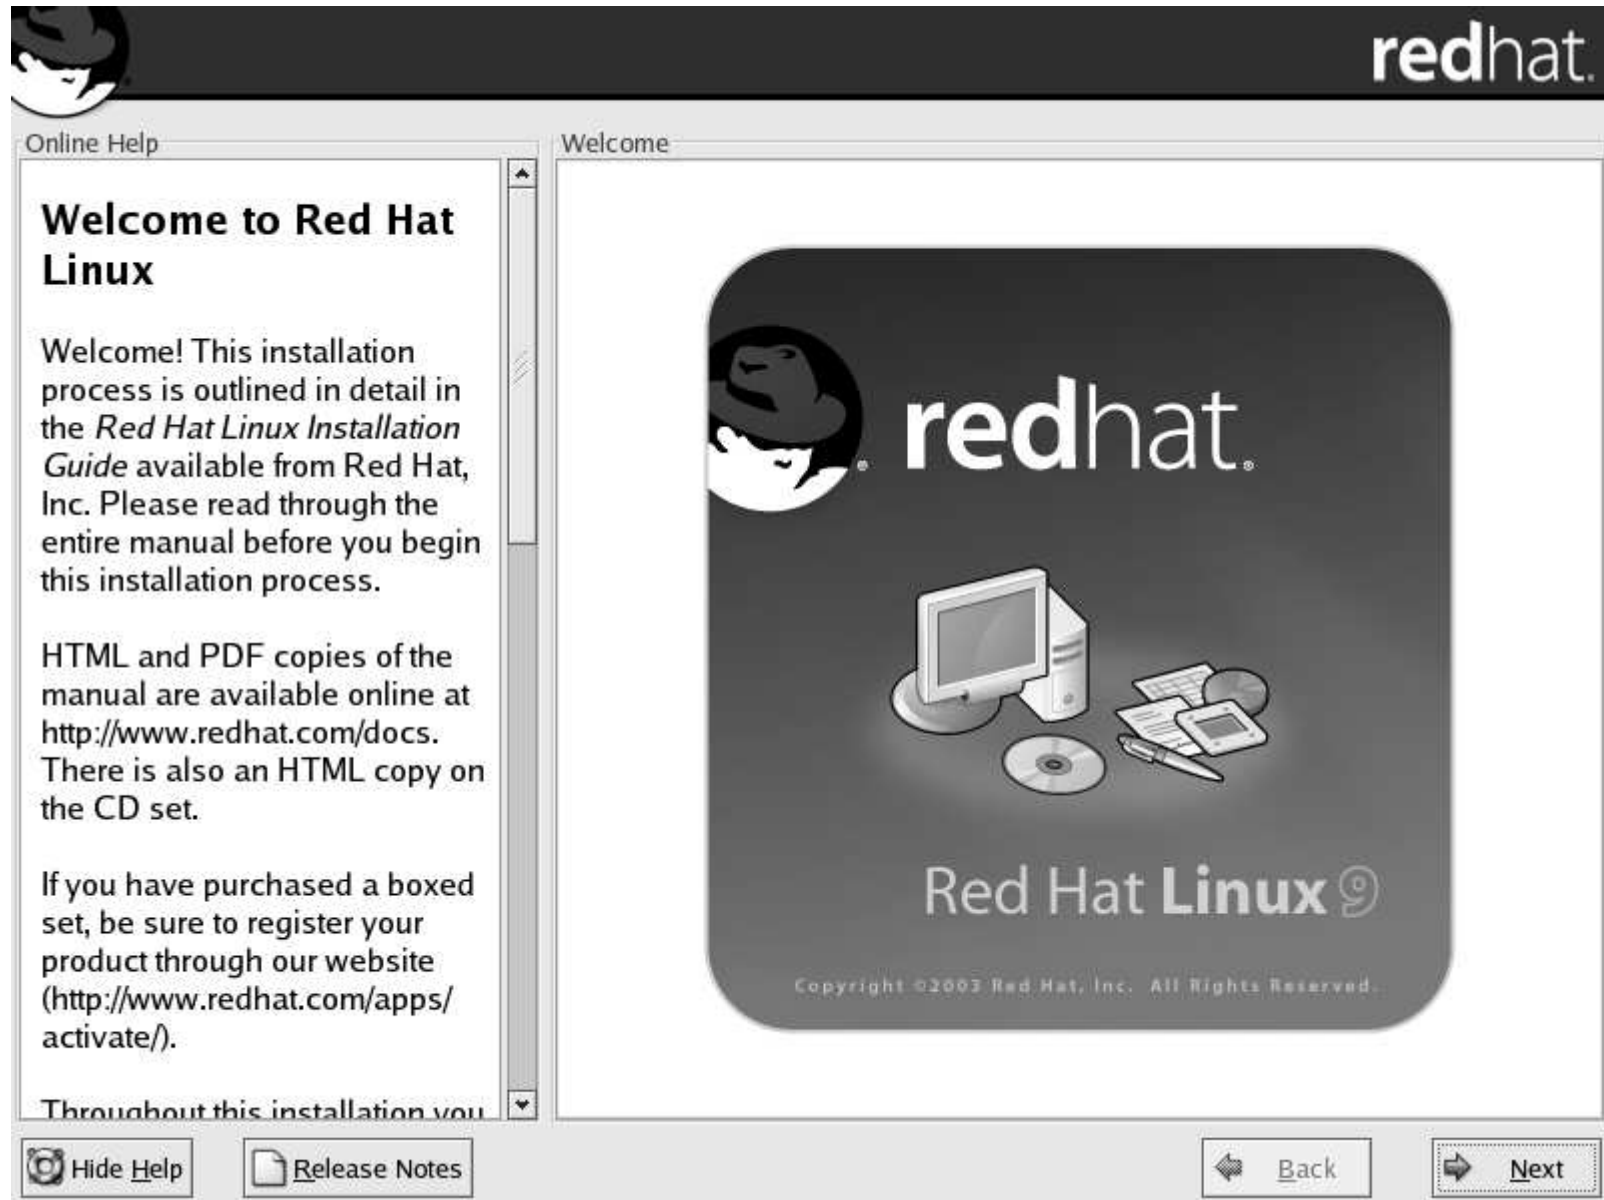 redhat.
Online Help
Welcome to Red Hat
Linux
Welcome! This installation
process is outlined in detail in
the Red Hat Linux Installation
Guide available from Red Hat,
Inc. Please read through the
entire manual before you begin
this installation process.
HTML and PDF copies of the
manual are available online at
http://www.redhat.com/docs.
There is also an HTML copy on
the CD set.
If you have purchased a boxed
set, be sure to register your
product through our website
(http://www.redhat.com/apps/
activate/).
Throughout this installation you
Welcome
redhat.®
Red Hat Linux 9
Copyright ©2003 Red Hat, Inc. All Rights Reserved.
Hide Help
Release Notes
Back
Next